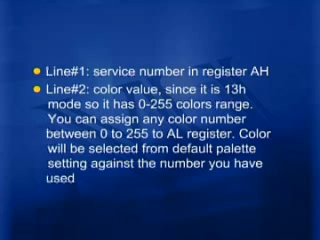 Line#1: service number in register AH
Line#2: color value, since it is 13h
mode so it has 0-255 colors range.
You can assign any color number
between 0 to 255 to AL register. Color
will be selected from default palette
setting against the number you have
used